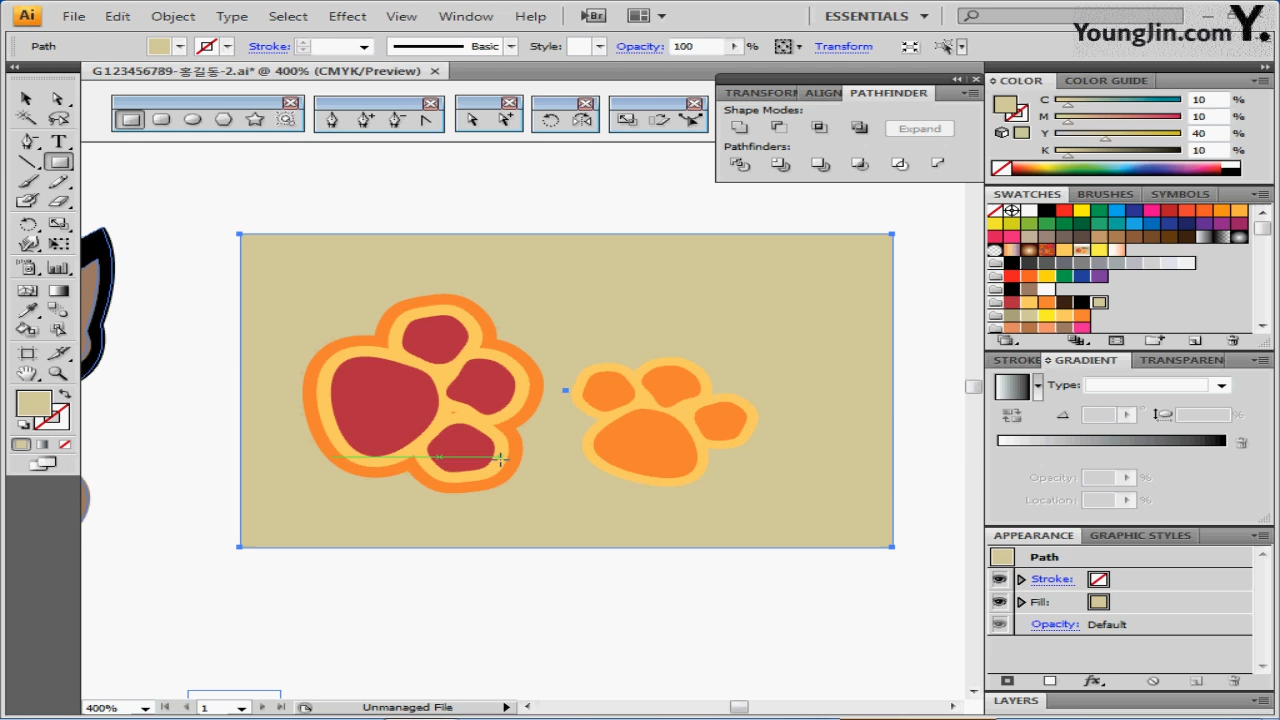 Ai File Edit Object Type Select Effect View Window Help Br ESSENTIALS
YoungJin.com Y.
Path Stroke: Basic Style: Opacity: 100 % Transform
G123456789-홍길동-2.ai* @ 400% (CMYK/Preview)
TRANSFORM ALIGN PATHFINDER
Shape Modes:
Expand
Pathfinders:
COLOR COLOR GUIDE
C 10 %
M 10 %
Y 40 %
K 10 %
SWATCHES BRUSHES SYMBOLS
STROKE GRADIENT TRANSPAREN
Type:
%
Opacity: %
Location: %
APPEARANCE GRAPHIC STYLES
Path
Stroke:
Fill:
Opacity: Default
LAYERS
400% 1 Unmanaged File